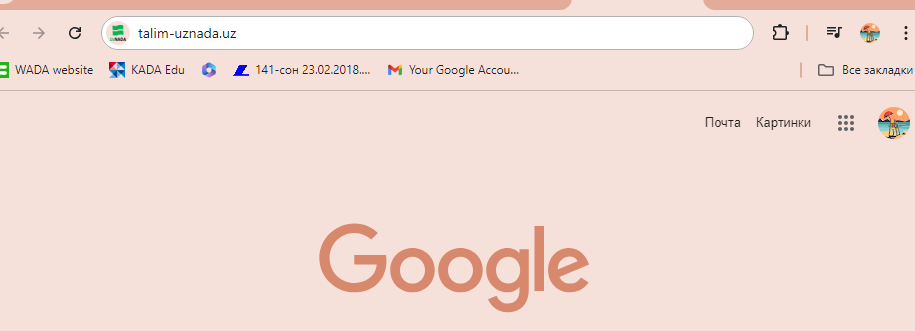 talim-uznada.uz
WADA website KADA Edu 141-сон 23.02.2018.... Your Google Accou... Все закладки
Почта Картинки
Google